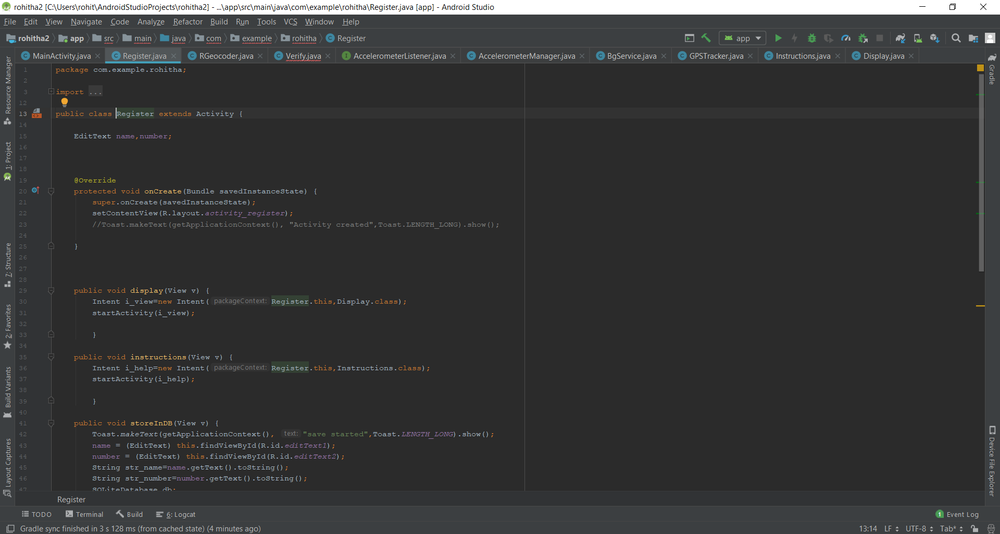 rohitha2 [C:\Users\rohit\AndroidStudioProjects\rohitha2] - ...\app\src\main\java\com\example\rohitha\Register.java [app] - Android Studio
File Edit View Navigate Code Analyze Refactor Build Run Tools VCS Window Help
rohitha2 app src main java com example rohitha Register app
MainActivity.java Register.java RGeocoder.java Verify.java AccelerometerListener.java AccelerometerManager.java BgService.java GPSTracker.java Instructions.java Display.java
Resource Manager
1: Project
7: Structure
2: Favorites
Build Variants
Layout Captures
1 package com.example.rohitha;
2
3 import ...
12
13 public class Register extends Activity {
14
15 EditText name,number;
16
17
18
19 @Override
20 protected void onCreate(Bundle savedInstanceState) {
21 super.onCreate(savedInstanceState);
22 setContentView(R.layout.activity_register);
23 //Toast.makeText(getApplicationContext(), "Activity created",Toast.LENGTH_LONG).show();
24
25 }
26
27
28
29 public void display(View v) {
30 Intent i_view=new Intent( packageContext: Register.this,Display.class);
31 startActivity(i_view);
32
33 }
34
35 public void instructions(View v) {
36 Intent i_help=new Intent( packageContext: Register.this,Instructions.class);
37 startActivity(i_help);
38
39 }
40
41 public void storeInDB(View v) {
42 Toast.makeText(getApplicationContext(), text: "save started",Toast.LENGTH_LONG).show();
43 name = (EditText) this.findViewById(R.id.editText1);
44 number = (EditText) this.findViewById(R.id.editText2);
45 String str_name=name.getText().toString();
46 String str_number=number.getText().toString();
47 SQLiteDatabase db;
Gradle
Device File Explorer
Register
TODO Terminal Build 6: Logcat 1 Event Log
Gradle sync finished in 3 s 128 ms (from cached state) (4 minutes ago) 13:14 LF UTF-8 Tab*